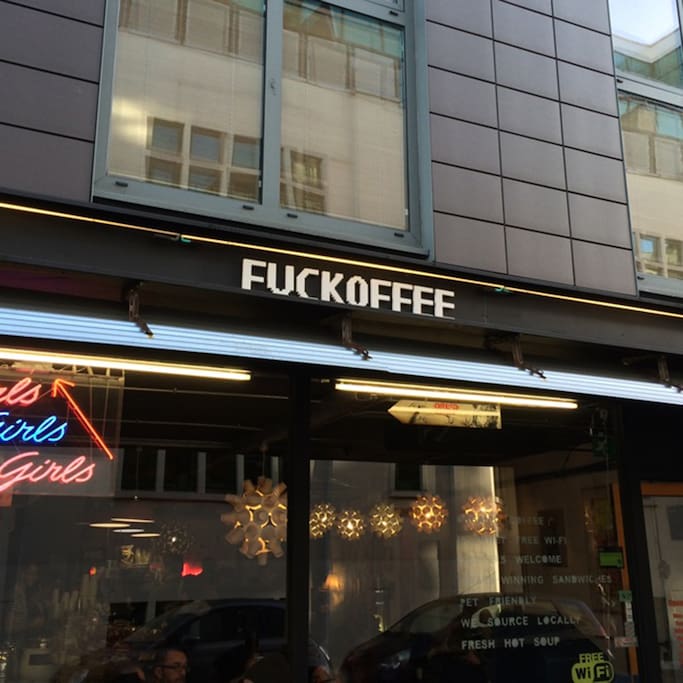 FUCKOFFEE
Girls
Girls
COFFEE
FREE WI-FI
WELCOME
WINNING SANDWICHES
PET FRIENDLY
WE SOURCE LOCALLY
FRESH HOT SOUP
FREE
WiFi